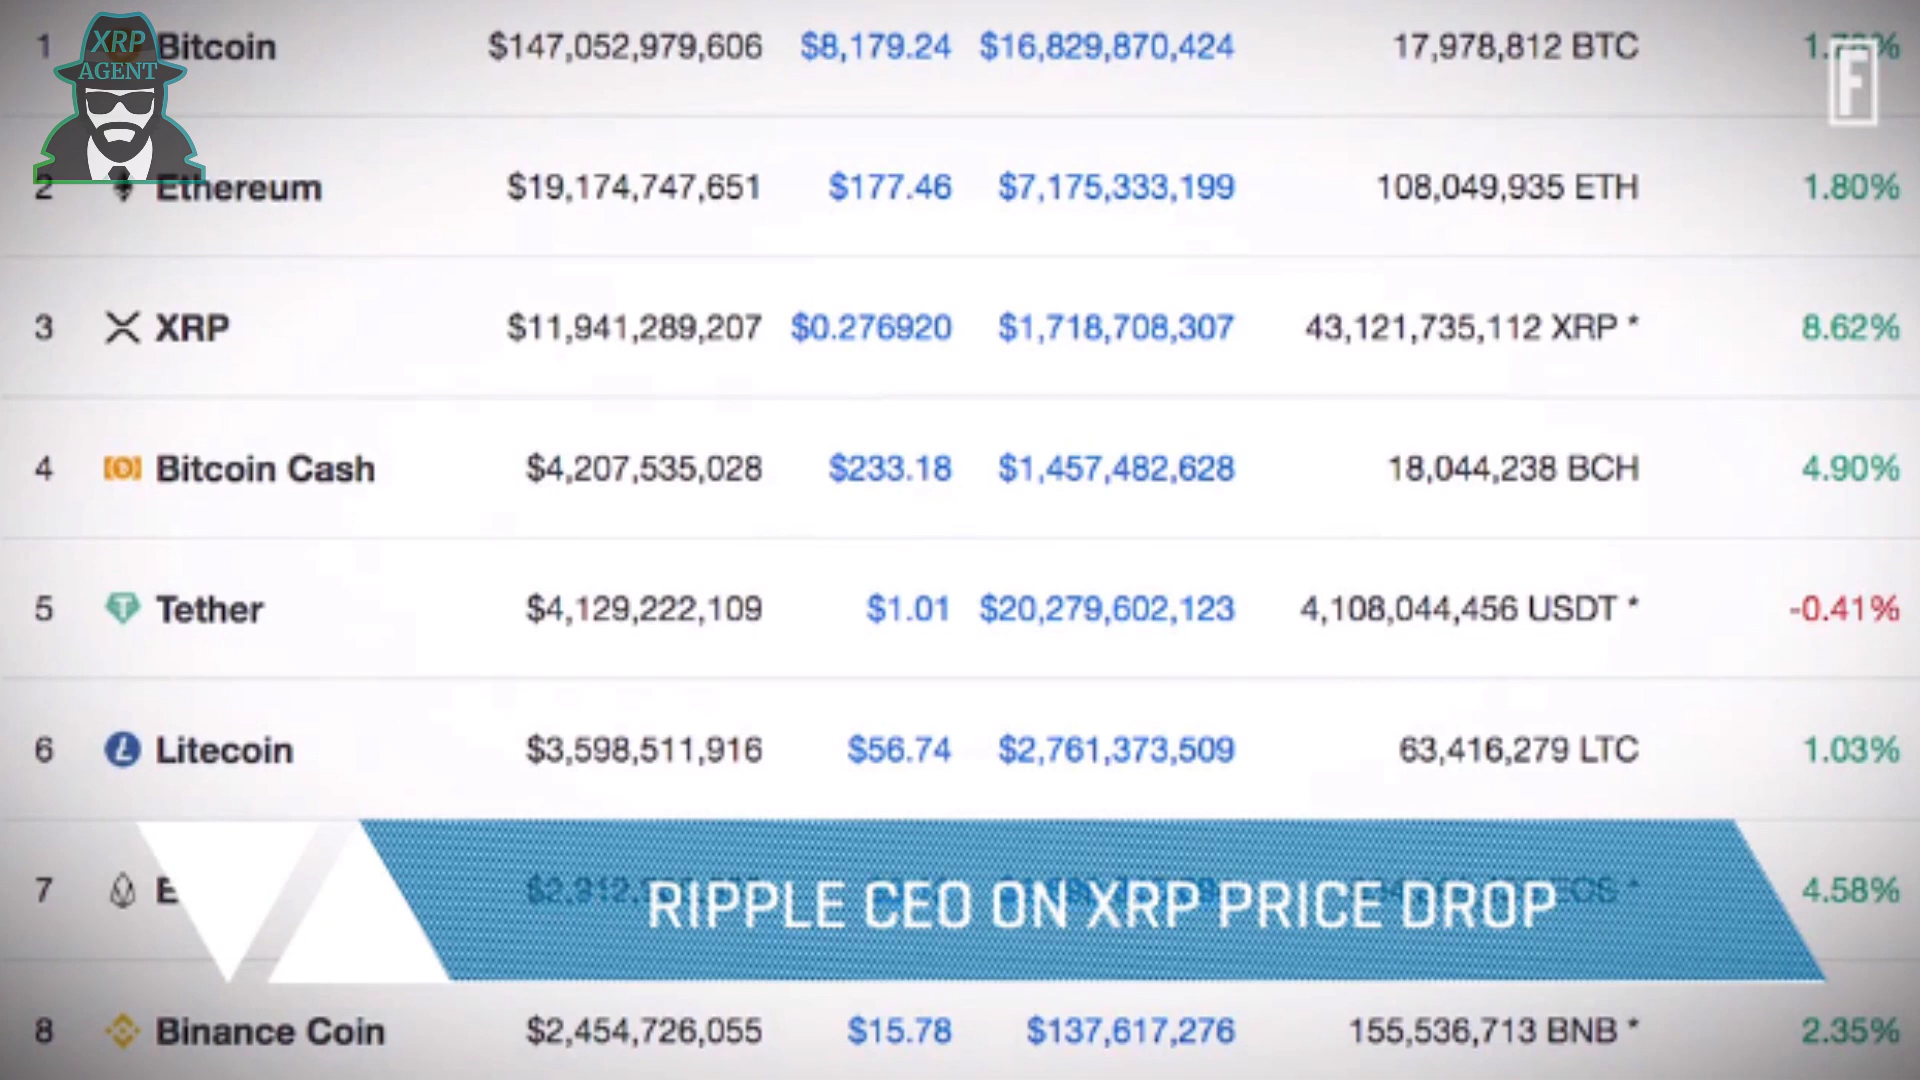 XRP
AGENT
1 Bitcoin $147,052,979,606 $8,179.24 $16,829,870,424 17,978,812 BTC
F
2 Ethereum $19,174,747,651 $177.46 $7,175,333,199 108,049,935 ETH 1.80%
3 XRP $11,941,289,207 $0.276920 $1,718,708,307 43,121,735,112 XRP * 8.62%
4 Bitcoin Cash $4,207,535,028 $233.18 $1,457,482,628 18,044,238 BCH 4.90%
5 Tether $4,129,222,109 $1.01 $20,279,602,123 4,108,044,456 USDT * -0.41%
6 Litecoin $3,598,511,916 $56.74 $2,761,373,509 63,416,279 LTC 1.03%
7 4.58%
RIPPLE CEO ON XRP PRICE DROP
8 Binance Coin $2,454,726,055 $15.78 $137,617,276 155,536,713 BNB * 2.35%